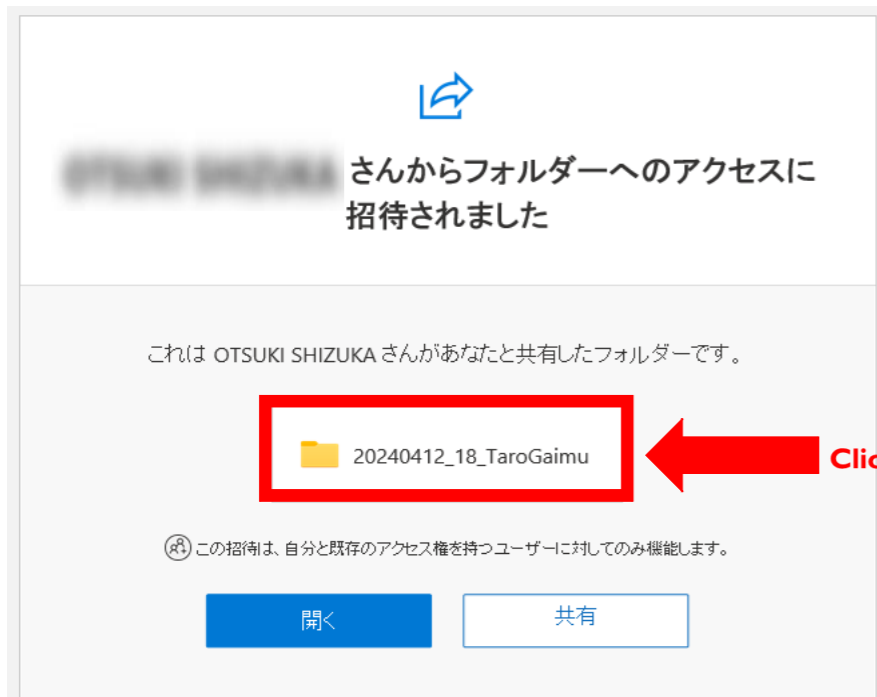 さんからフォルダーへのアクセスに
招待されました
これは OTSUKI SHIZUKA さんがあなたと共有したフォルダーです。
20240412_18_TaroGaimu
Clic
この招待は、自分と既存のアクセス権を持つユーザーに対してのみ機能します。
開く
共有